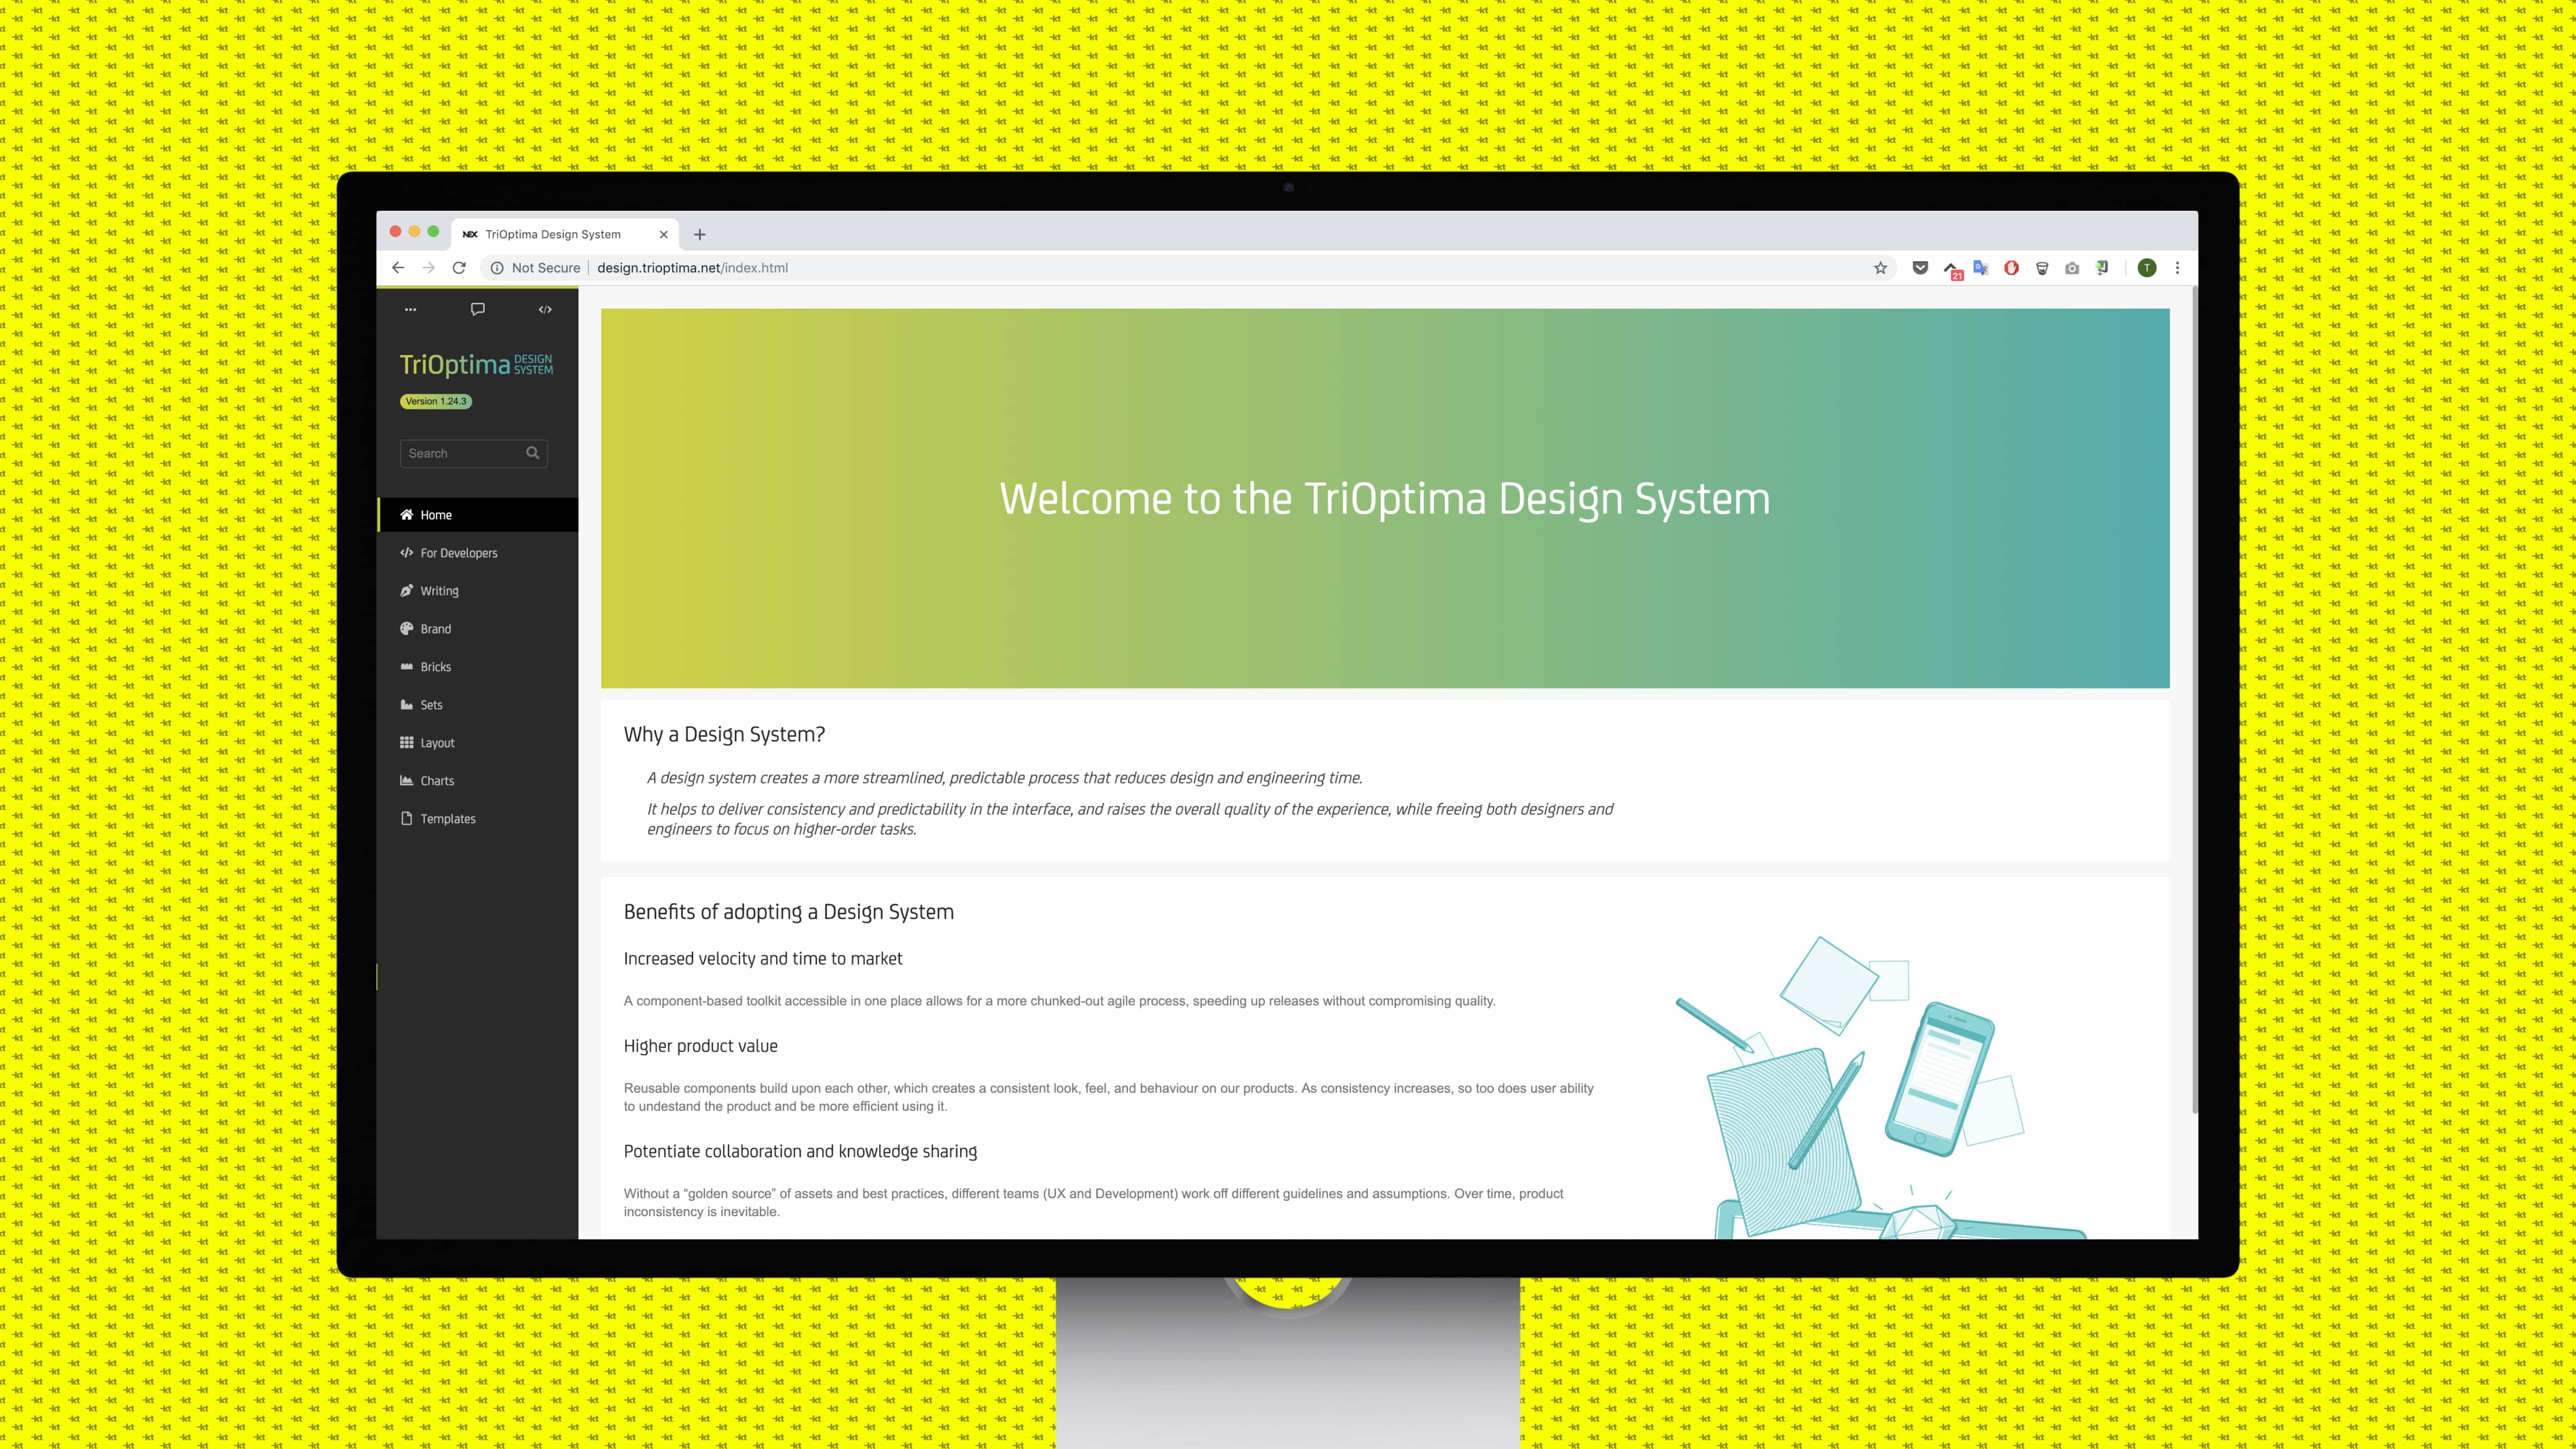 NEX TriOptima Design System
Not Secure design.trioptima.net/index.html
21
T
TriOptima DESIGN SYSTEM
Version 1.24.3
Search
Home
For Developers
Writing
Brand
Bricks
Sets
Layout
Charts
Templates
Welcome to the TriOptima Design System
Why a Design System?
A design system creates a more streamlined, predictable process that reduces design and engineering time.
It helps to deliver consistency and predictability in the interface, and raises the overall quality of the experience, while freeing both designers and
engineers to focus on higher-order tasks.
Benefits of adopting a Design System
Increased velocity and time to market
A component-based toolkit accessible in one place allows for a more chunked-out agile process, speeding up releases without compromising quality.
Higher product value
Reusable components build upon each other, which creates a consistent look, feel, and behaviour on our products. As consistency increases, so too does user ability
to undestand the product and be more efficient using it.
Potentiate collaboration and knowledge sharing
Without a “golden source” of assets and best practices, different teams (UX and Development) work off different guidelines and assumptions. Over time, product
inconsistency is inevitable.